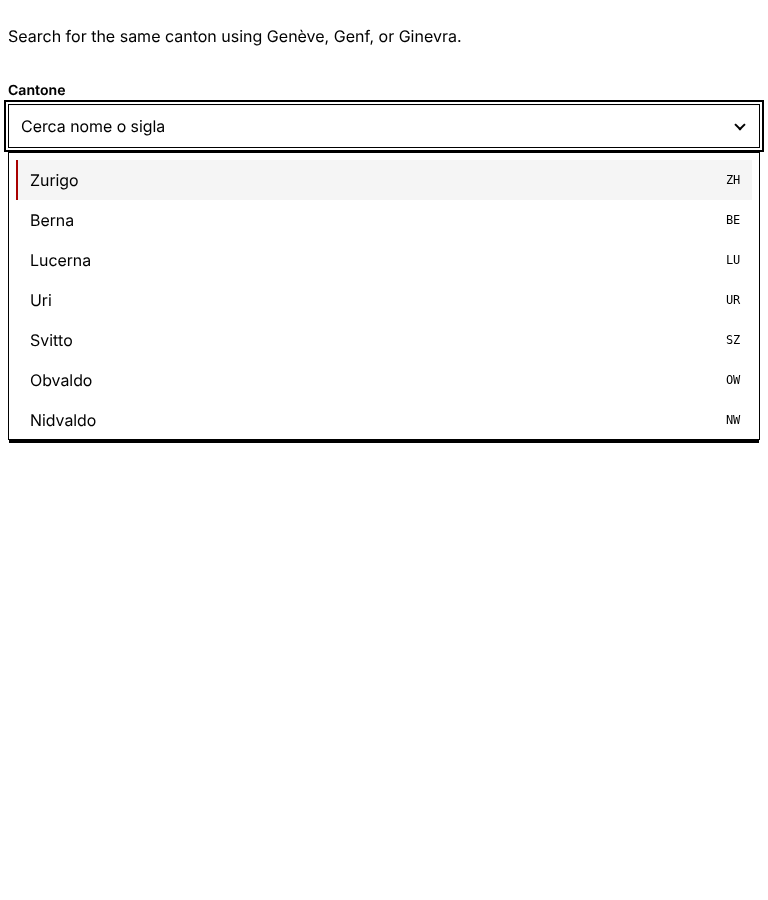 Search for the same canton using Genève, Genf, or Ginevra.
Cantone
Cerca nome o sigla
Zurigo ZH
Berna BE
Lucerna LU
Uri UR
Svitto SZ
Obvaldo OW
Nidvaldo NW